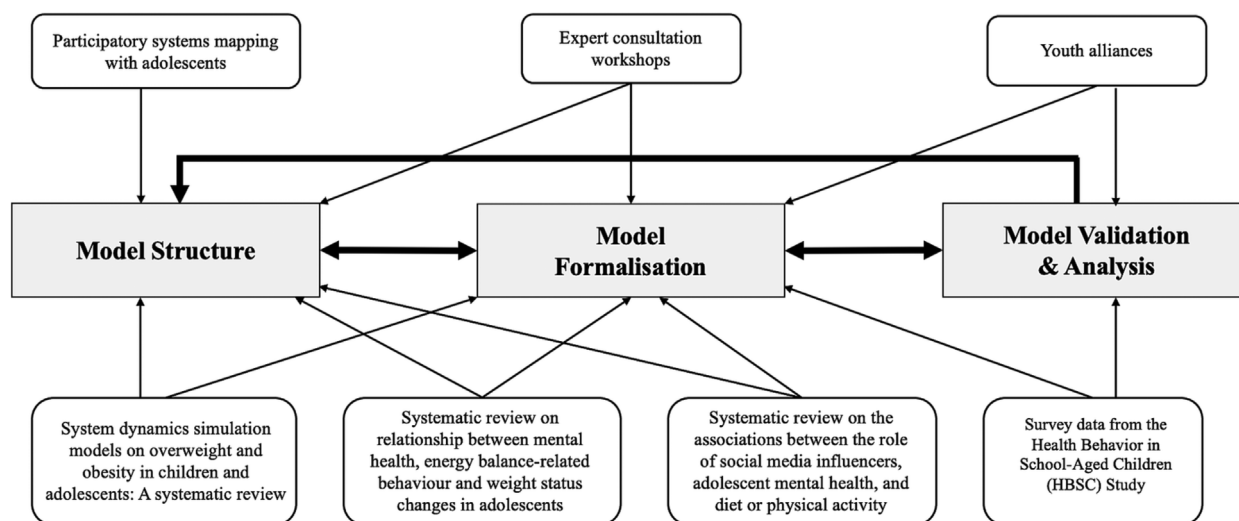 Participatory systems mapping
with adolescents
Expert consultation
workshops
Youth alliances
Model Structure
Model
Formalisation
Model Validation
& Analysis
System dynamics simulation
models on overweight and
obesity in children and
adolescents: A systematic
review
Systematic review on
relationship between mental
health, energy balance-related
behaviour and weight status
changes in adolescents
Systematic review on the
associations between the role
of social media influencers,
adolescent mental health, and
diet or physical activity
Survey data from the
Health Behavior in
School-Aged Children
(HBSC) Study